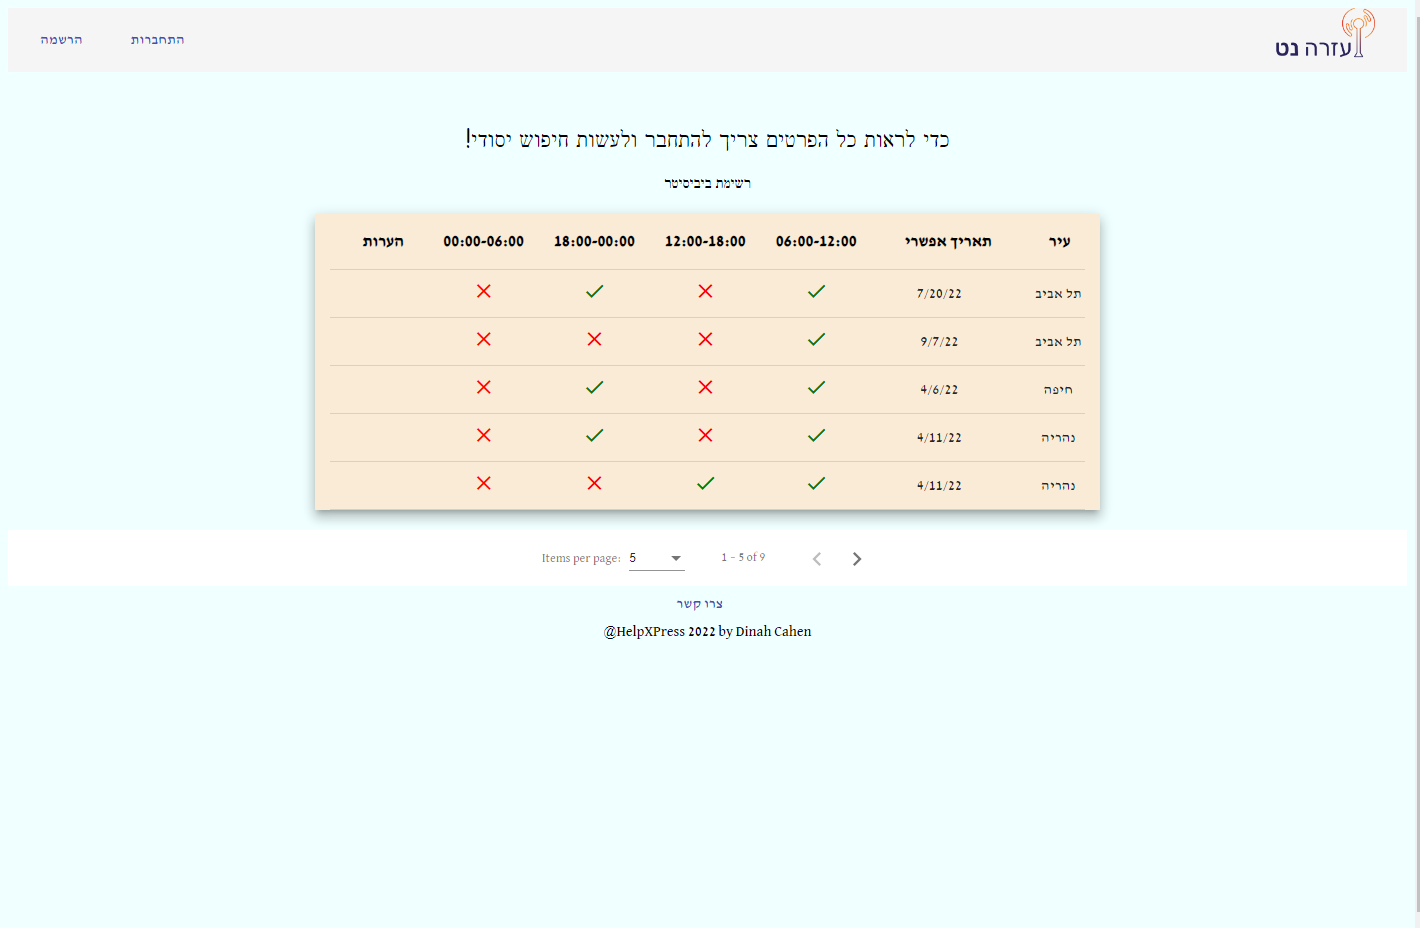 עזרה נט
התחברות
הרשמה
כדי לראות כל הפרטים צריך להתחבר ולעשות חיפוש יסודי!
רשימת ביביסיטר
עיר תאריך אפשרי 06:00-12:00 12:00-18:00 18:00-00:00 00:00-06:00 הערות
תל אביב 7/20/22
תל אביב 9/7/22
חיפה 4/6/22
נהריה 4/11/22
נהריה 4/11/22
Items per page: 5 1 – 5 of 9
צרו קשר
@HelpXPress 2022 by Dinah Cahen